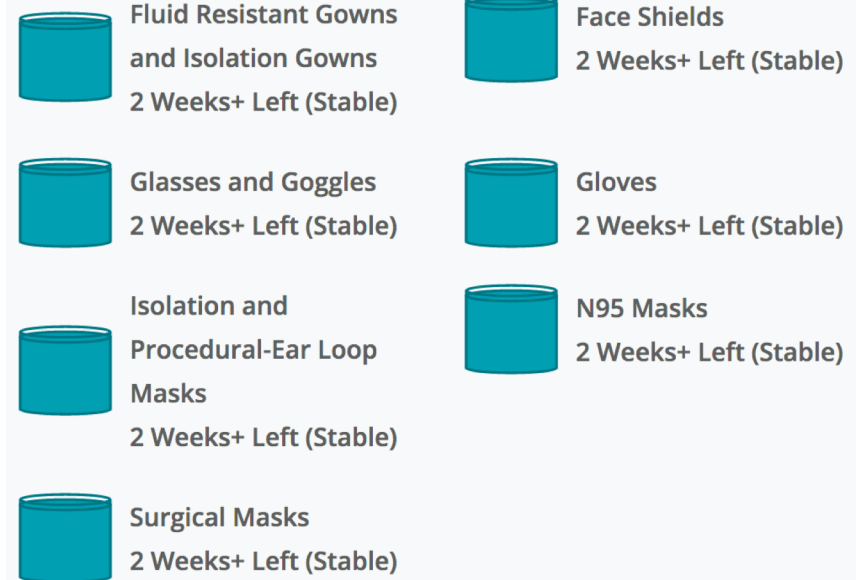 Fluid Resistant Gowns
and Isolation Gowns
2 Weeks+ Left (Stable)
Face Shields
2 Weeks+ Left (Stable)
Glasses and Goggles
2 Weeks+ Left (Stable)
Gloves
2 Weeks+ Left (Stable)
Isolation and
Procedural-Ear Loop
Masks
2 Weeks+ Left (Stable)
N95 Masks
2 Weeks+ Left (Stable)
Surgical Masks
2 Weeks+ Left (Stable)